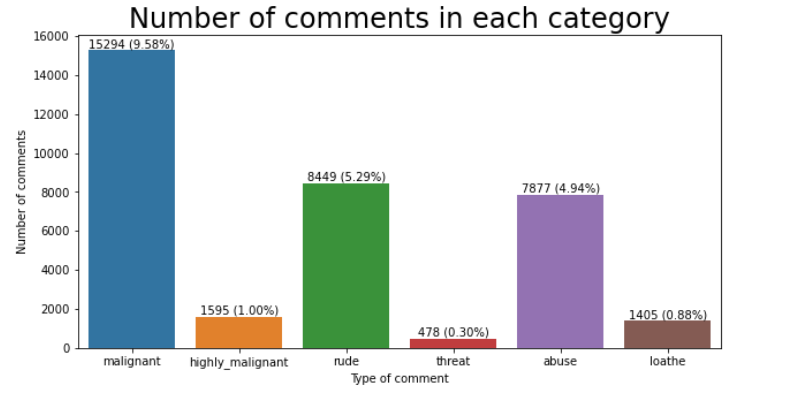 Number of comments in each category
16000
14000
12000
10000
8000
6000
4000
2000
0
Number of comments
15294 (9.58%)
1595 (1.00%)
8449 (5.29%)
478 (0.30%)
7877 (4.94%)
1405 (0.88%)
malignant
highly_malignant
rude
threat
abuse
loathe
Type of comment